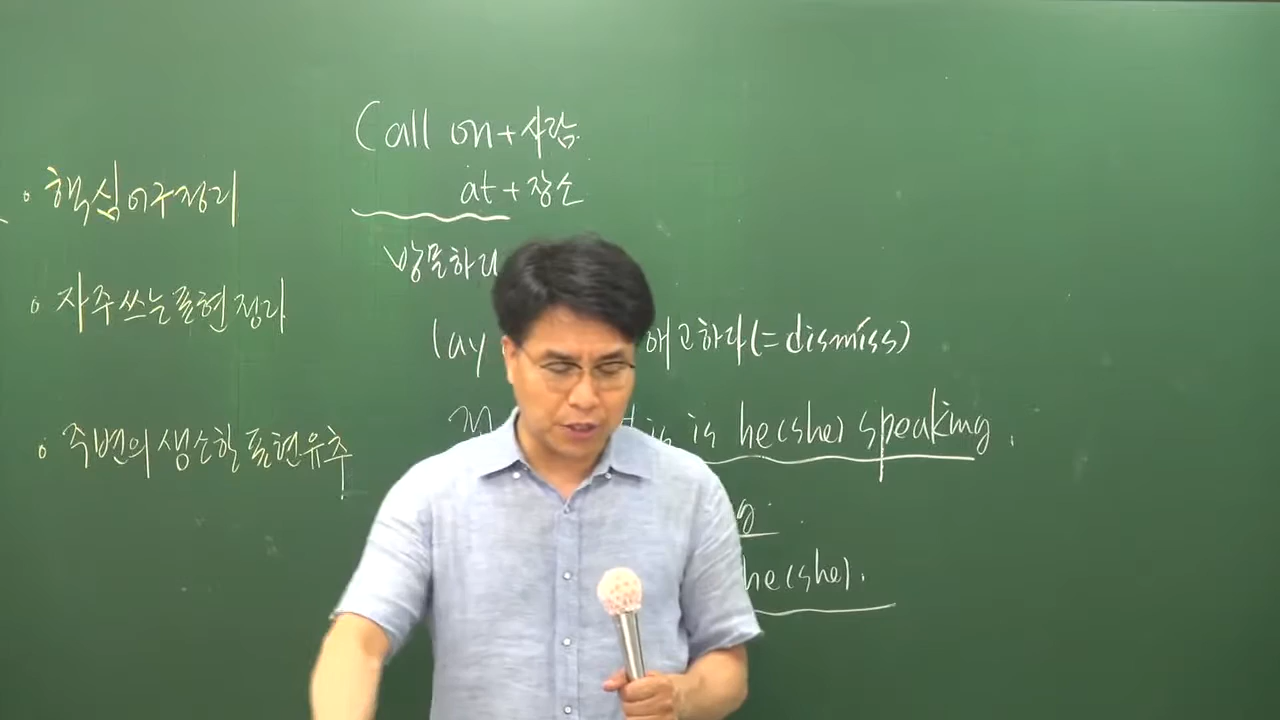 · 핵심어구정리
· 자주쓰는표현정리
· 주변의 생소한 표현유추
Call on + 사람.
at + 장소
방문하다
lay 해고하다(= dismiss)
is is he(she) speaking.
g.
he(she).